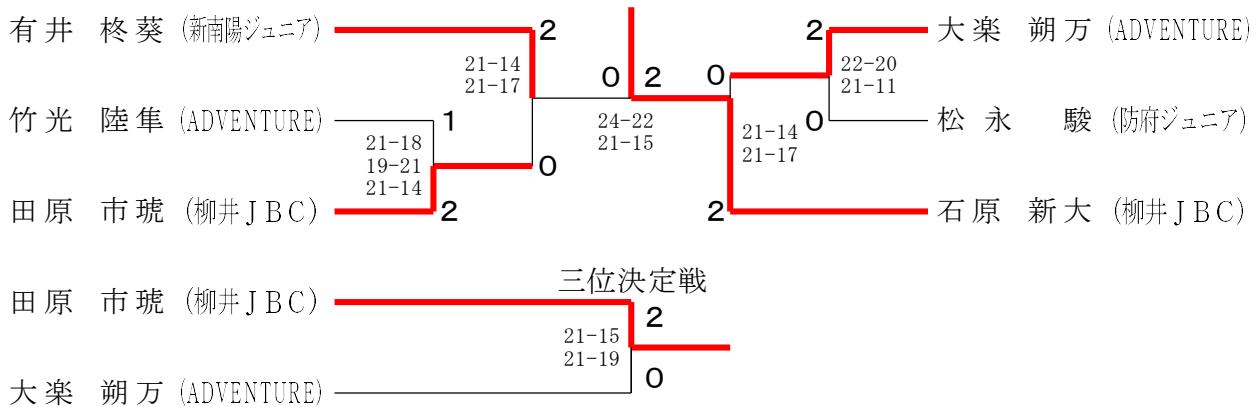 有井 柊葵 (新南陽ジュニア) 2 2 大楽 朔万 (ADVENTURE)
21-14 0 2 0 22-20
21-17 21-11
竹光 陸隼 (ADVENTURE) 1 24-22 21-14 0 松永 駿 (防府ジュニア)
21-18 21-15 21-17
19-21 0
21-14
田原 市琥 (柳井JBC) 2 2 石原 新大 (柳井JBC)
三位決定戦
田原 市琥 (柳井JBC) 2
21-15
21-19
大楽 朔万 (ADVENTURE) 0